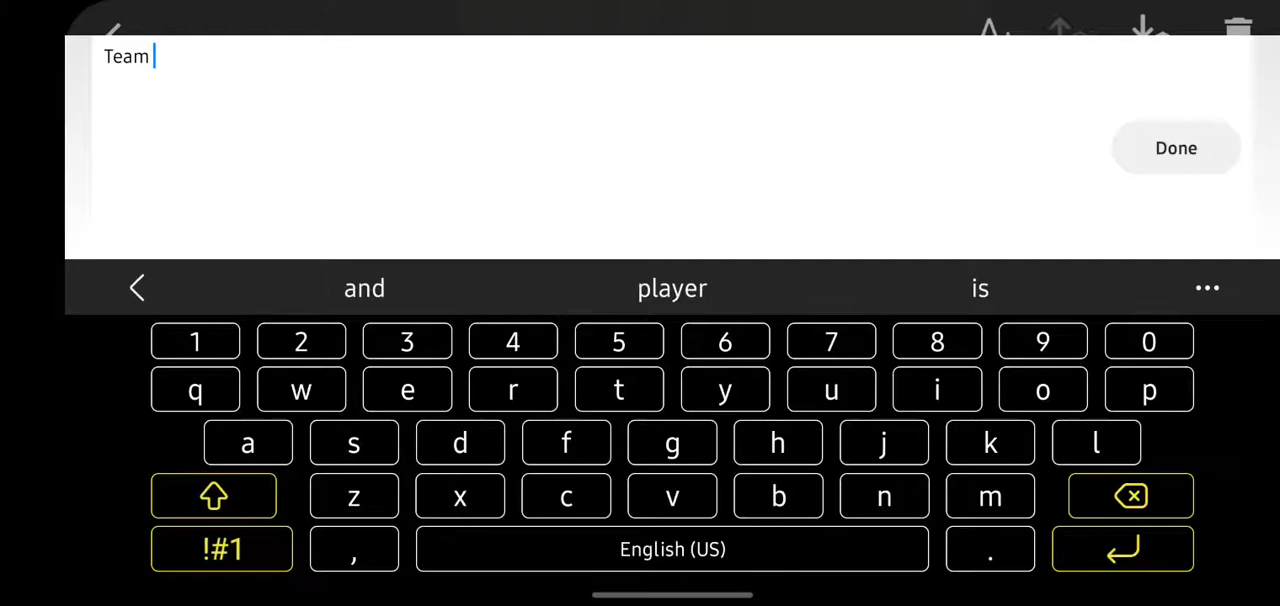 Team
Done
and player is
1 2 3 4 5 6 7 8 9 0
q w e r t y u i o p
a s d f g h j k l
z x c v b n m
!#1 , English (US) .